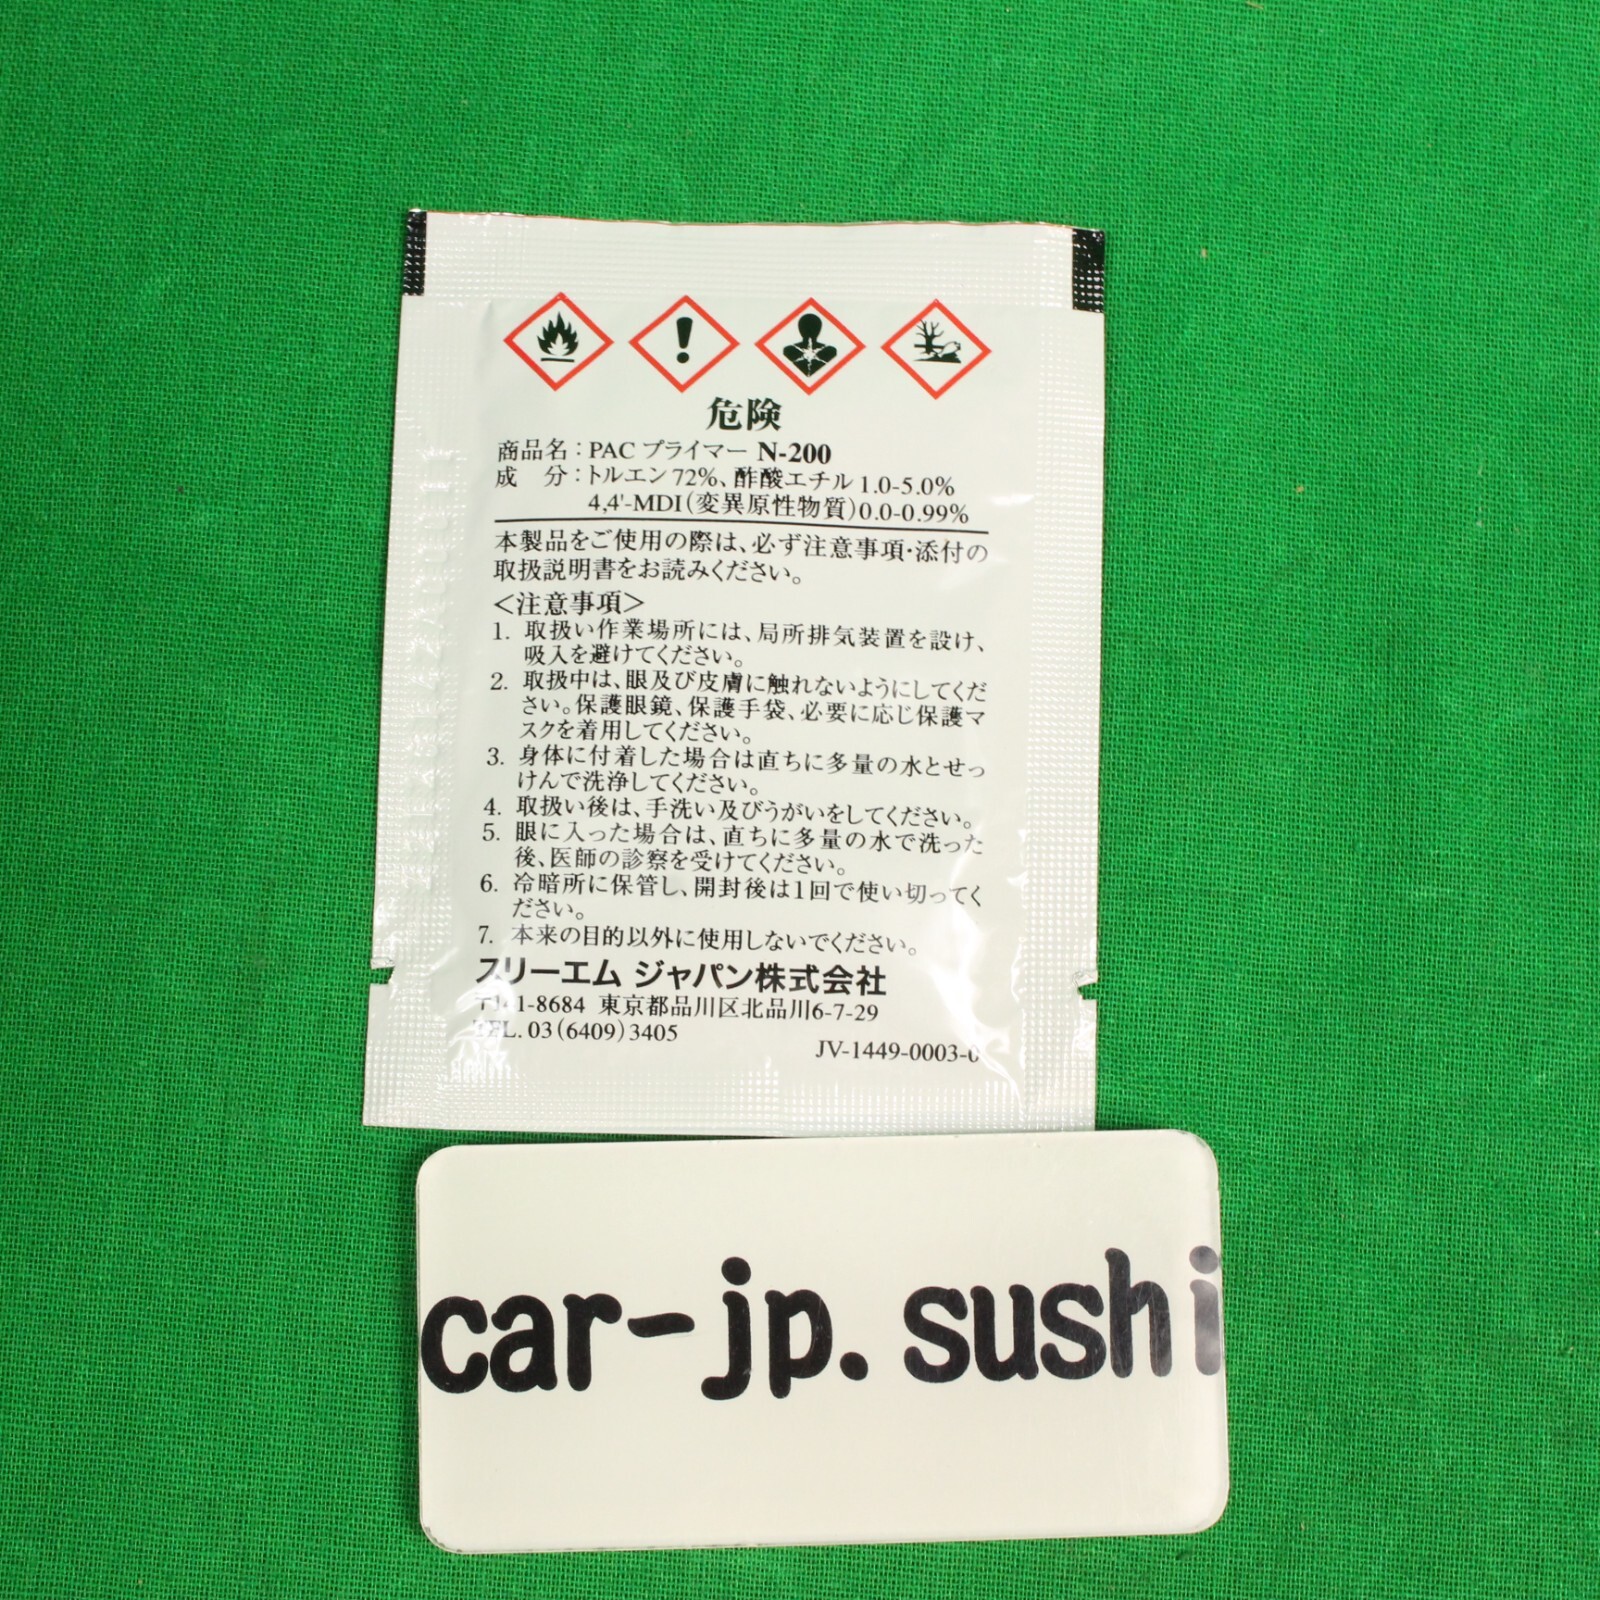 危険
商品名：PAC プライマー N-200
成　分：トルエン 72%、酢酸エチル 1.0-5.0%
4,4'-MDI（変異原性物質）0.0-0.99%
本製品をご使用の際は、必ず注意事項・添付の
取扱説明書をお読みください。
＜注意事項＞
1. 取扱い作業場所には、局所排気装置を設け、
吸入を避けてください。
2. 取扱中は、眼及び皮膚に触れないようにしてくだ
さい。保護眼鏡、保護手袋、必要に応じ保護マ
スクを着用してください。
3. 身体に付着した場合は直ちに多量の水とせっ
けんで洗浄してください。
4. 取扱い後は、手洗い及びうがいをしてください。
5. 眼に入った場合は、直ちに多量の水で洗った
後、医師の診察を受けてください。
6. 冷暗所に保管し、開封後は1回で使い切ってく
ださい。
7. 本来の目的以外に使用しないでください。
スリーエム ジャパン株式会社
〒141-8684 東京都品川区北品川6-7-29
TEL. 03（6409）3405
JV-1449-0003-0
car-jp.sushi